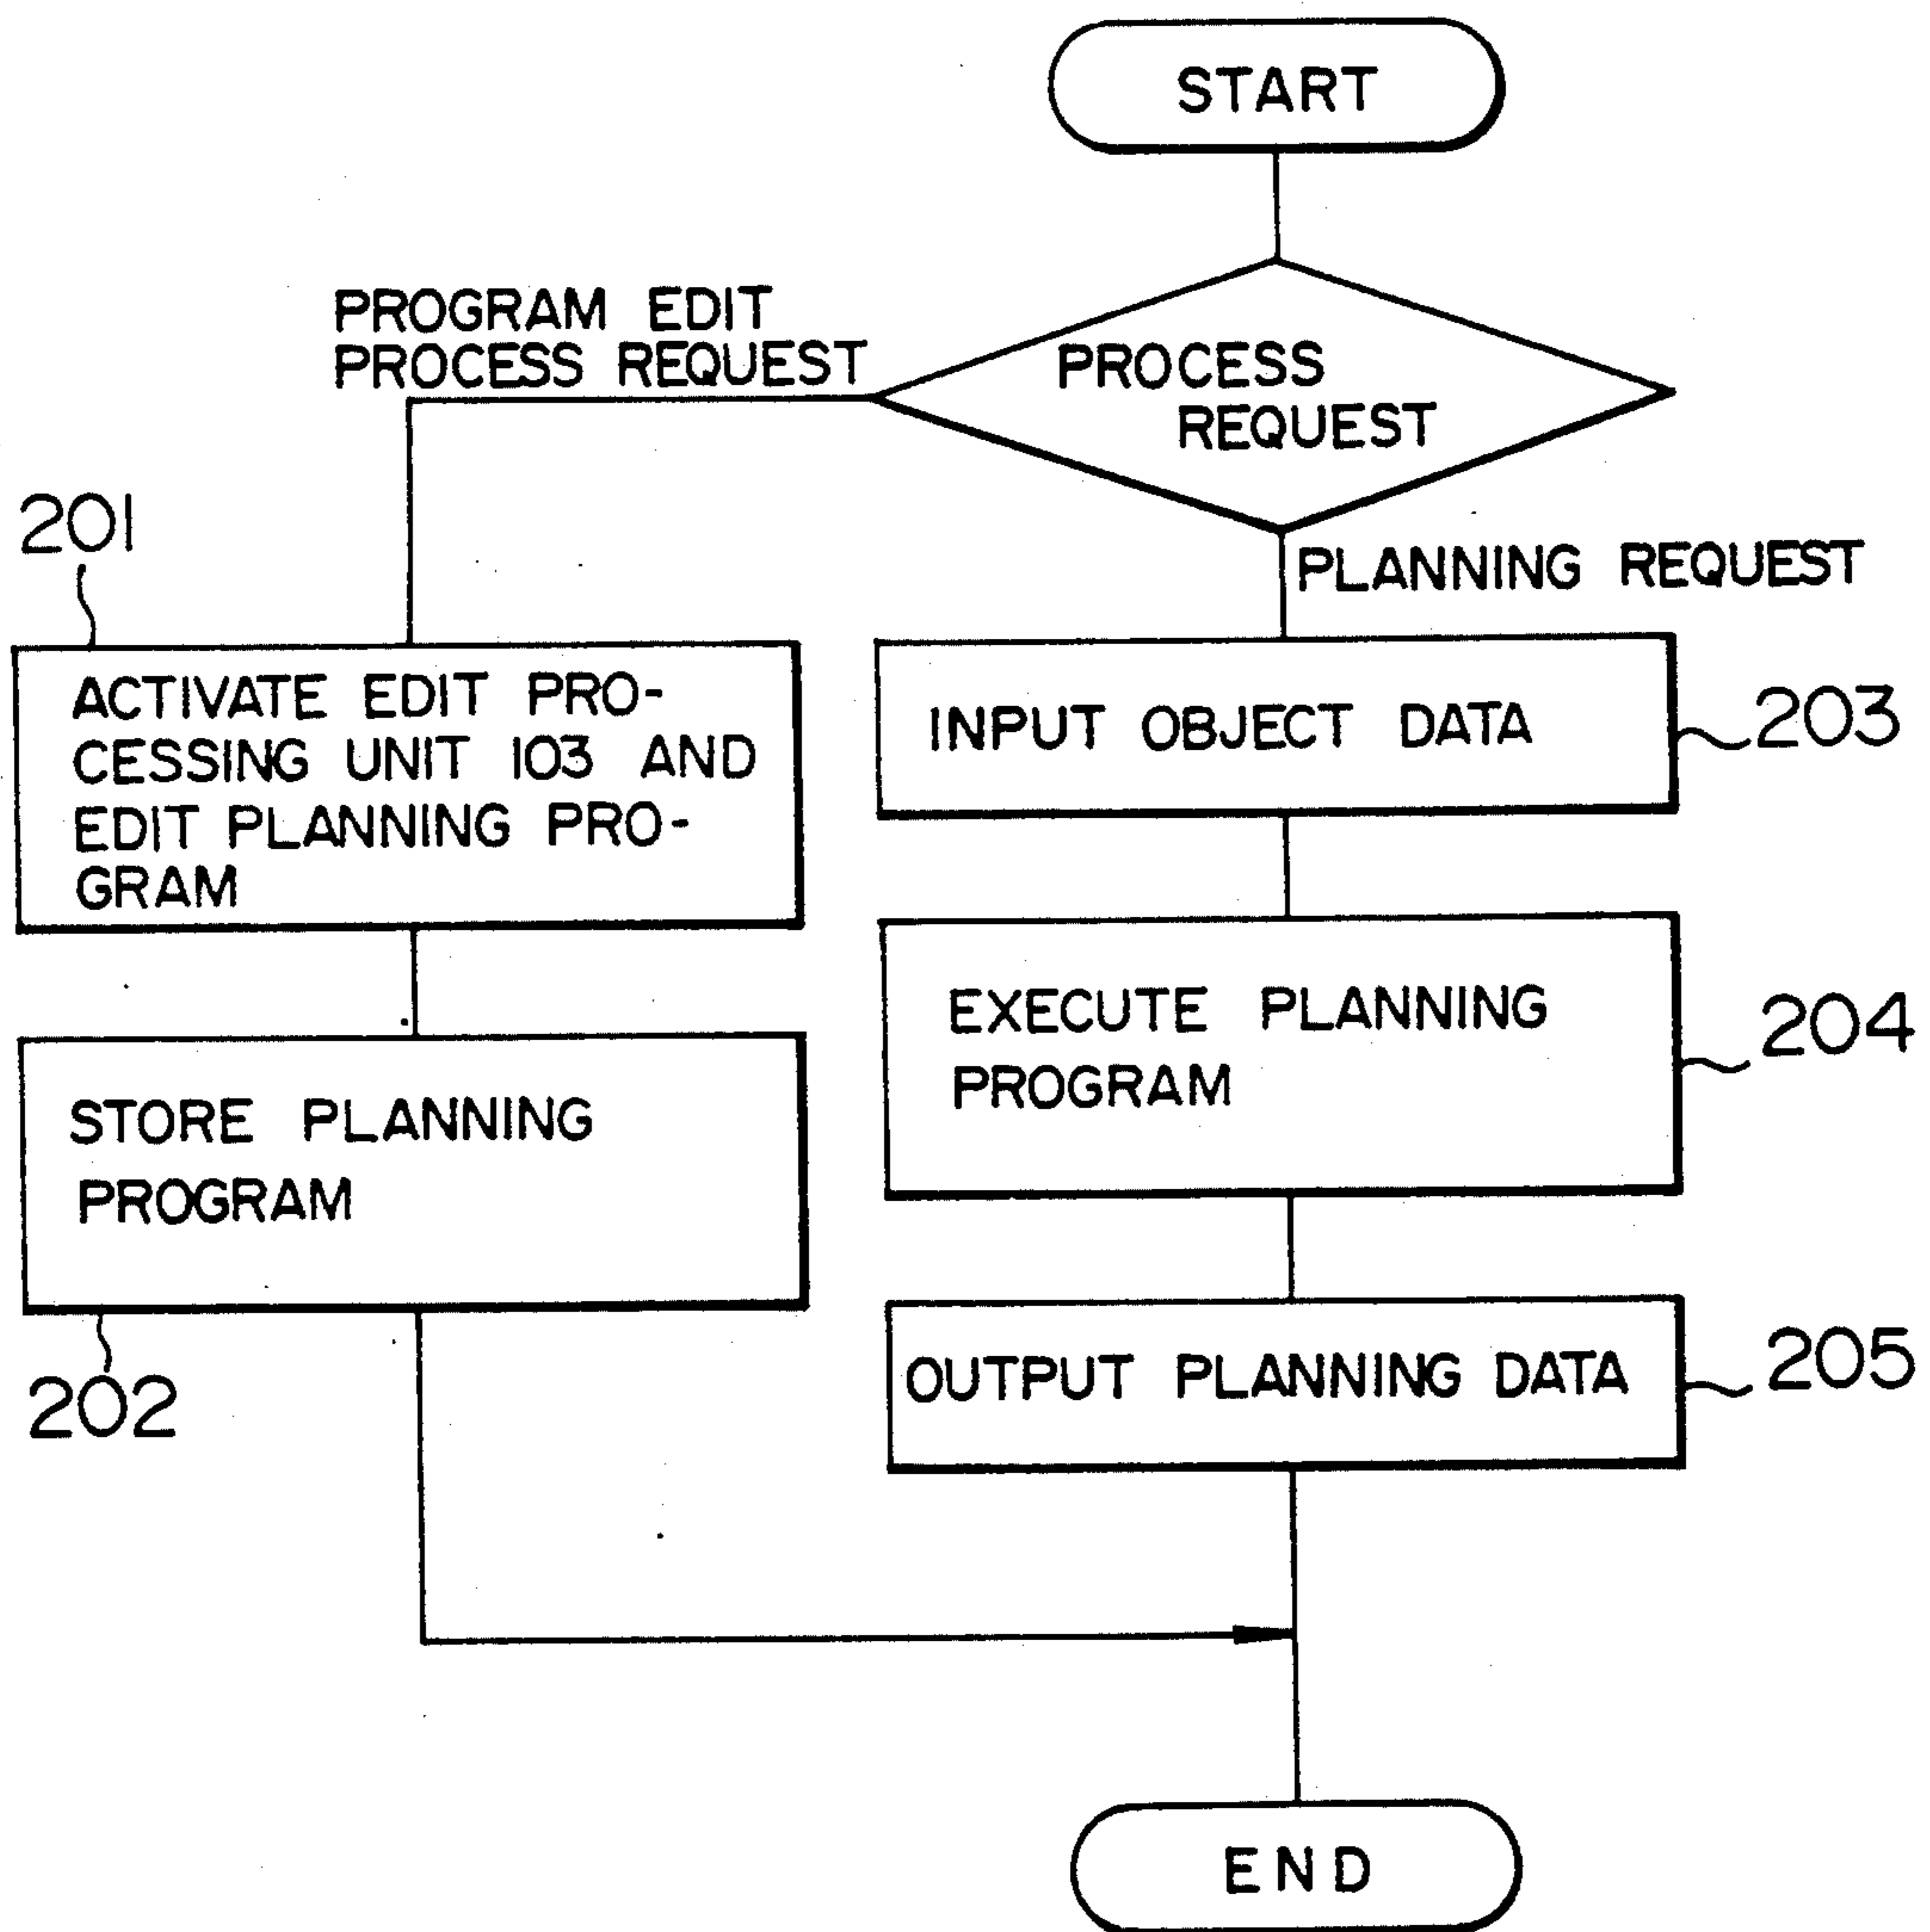 START
PROGRAM EDIT
PROCESS REQUEST
PROCESS
REQUEST
PLANNING REQUEST
201
ACTIVATE EDIT PRO-
CESSING UNIT 103 AND
EDIT PLANNING PRO-
GRAM
INPUT OBJECT DATA
203
EXECUTE PLANNING
PROGRAM
204
STORE PLANNING
PROGRAM
202
OUTPUT PLANNING DATA
205
END